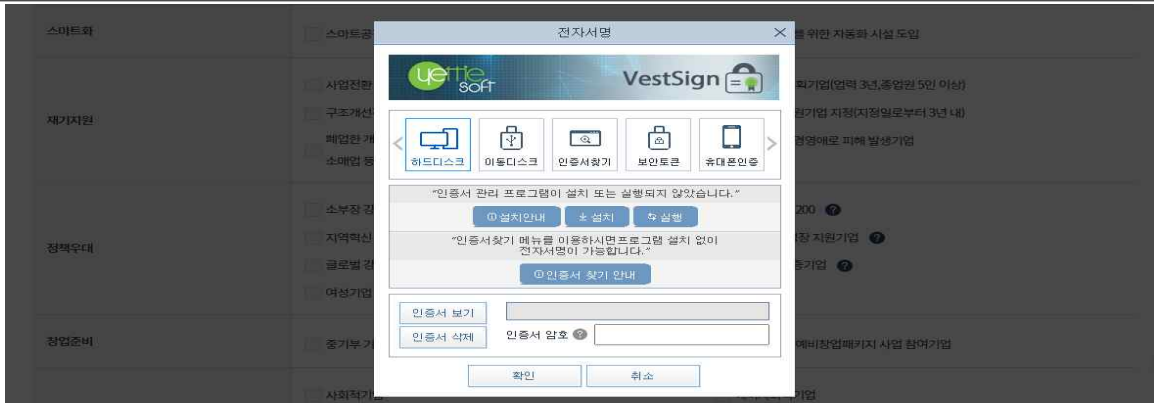 스마트화
스마트공
를 위한 자동화 시설 도입
재기지원
사업전환
화기업(업력 3년,종업원 5인 이상)
구조개선
원기업 지정(지정일로부터 3년 내)
폐업한 개
경영애로 피해 발생기업
소매업 등
정책우대
소부장 강
200
지역혁신
장 지원기업
글로벌 강
증기업
여성기업
창업준비
중기부 기
예비창업패키지 사업 참여기업
사회적기업
전자서명
yettie soft
VestSign
하드디스크 이동디스크 인증서찾기 보안토큰 휴대폰인증
"인증서 관리 프로그램이 설치 또는 실행되지 않았습니다."
설치안내 설치 실행
"인증서찾기 메뉴를 이용하시면프로그램 설치 없이
전자서명이 가능합니다."
인증서 찾기 안내
인증서 보기
인증서 삭제 인증서 암호
확인 취소